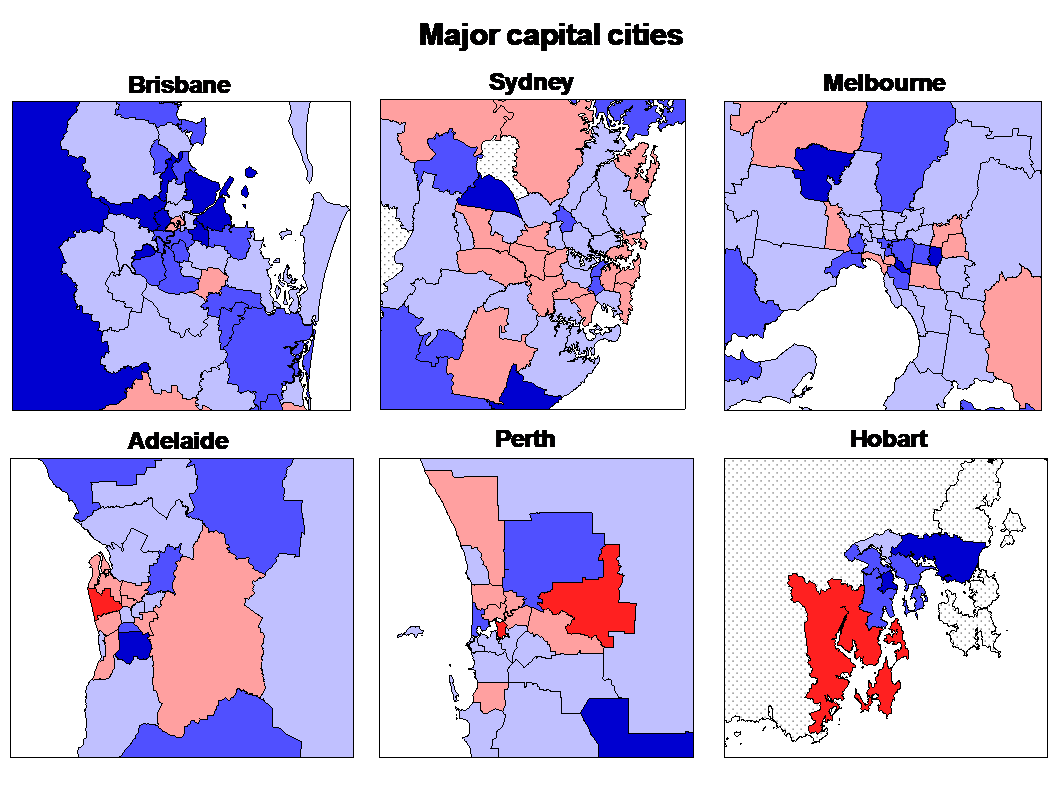 Major capital cities
Brisbane
Sydney
Melbourne
Adelaide
Perth
Hobart